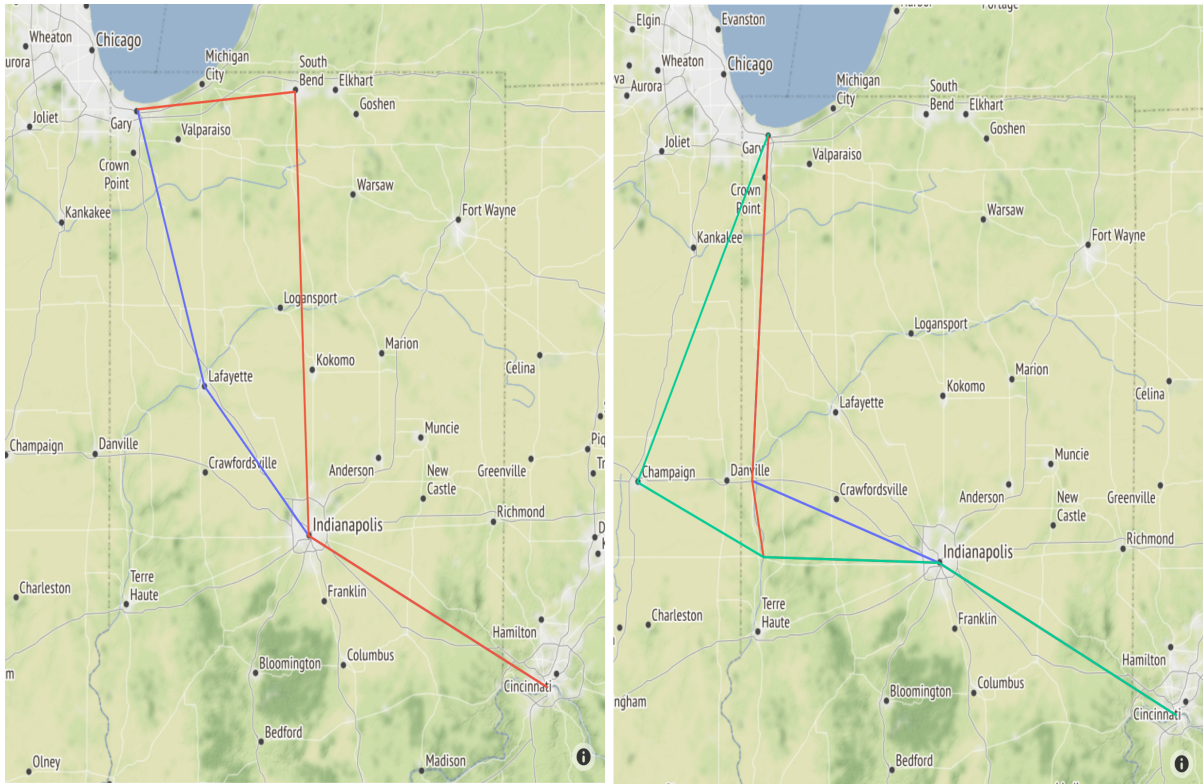 Wheaton
Chicago
urora
Michigan
City
South
Bend
Elkhart
Goshen
Joliet
Gary
Valparaiso
Crown
Point
Warsaw
Kankakee
Fort Wayne
Logansport
Marion
Kokomo
Celina
Lafayette
Muncie
Piq
Champaign
Danville
Crawfordsville
Anderson
New
Castle
Greenville
Tr
Richmond
Indianapolis
D
K
Terre
Haute
Charleston
Franklin
Hamilton
Columbus
Bloomington
m
Cincinnati
Bedford
Olney
Madison
Elgin
Evanston
Portage
Wheaton
Chicago
va
Aurora
Michigan
City
South
Bend
Elkhart
Goshen
Joliet
Gary
Valparaiso
Crown
Point
Warsaw
Kankakee
Fort Wayne
Logansport
Marion
Kokomo
Celina
Lafayette
Muncie
Champaign
Danville
Crawfordsville
Anderson
New
Castle
Greenville
Richmond
Indianapolis
Terre
Haute
Charleston
Franklin
Hamilton
Columbus
Bloomington
ngham
Cincinnati
Bedford